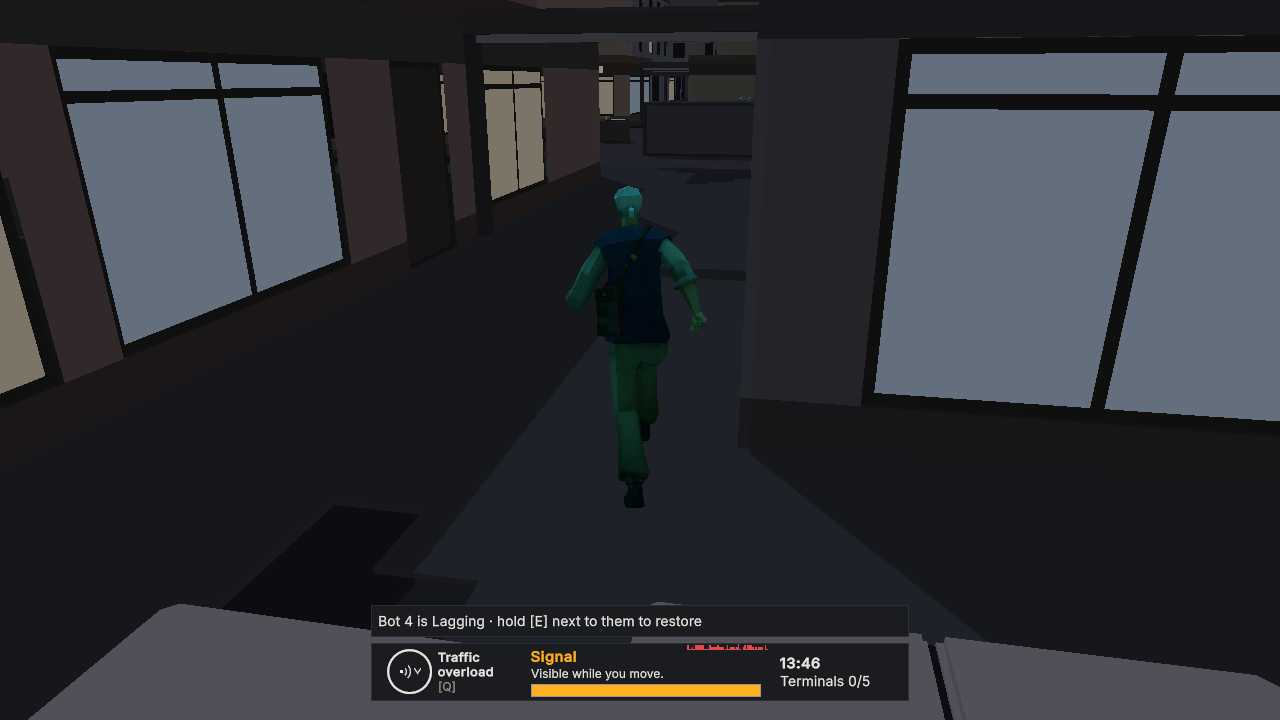 Bot 4 is Lagging · hold [E] next to them to restore
Traffic
overload
[Q]
Signal
Visible while you move.
13:46
Terminals 0/5